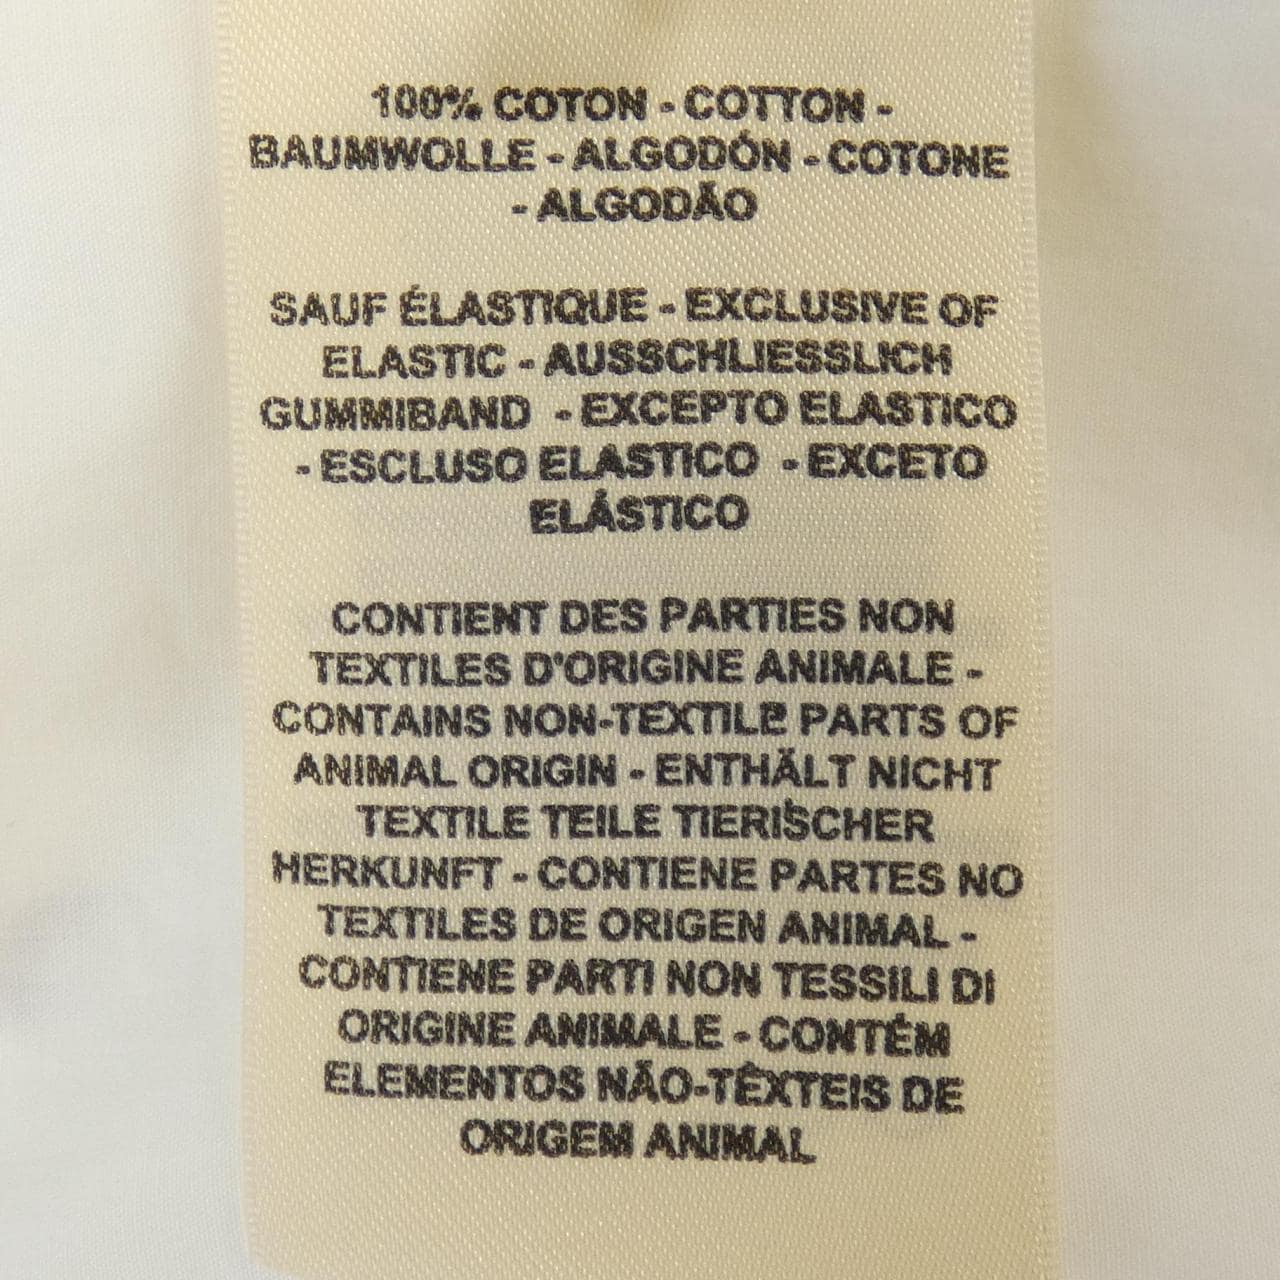 100% COTON - COTTON -
BAUMWOLLE - ALGODÓN - COTONE
- ALGODÃO
SAUF ÉLASTIQUE - EXCLUSIVE OF
ELASTIC - AUSSCHLIESSLICH
GUMMIBAND - EXCEPTO ELASTICO
- ESCLUSO ELASTICO - EXCETO
ELÁSTICO
CONTIENT DES PARTIES NON
TEXTILES D'ORIGINE ANIMALE -
CONTAINS NON-TEXTILE PARTS OF
ANIMAL ORIGIN - ENTHÄLT NICHT
TEXTILE TEILE TIERISCHER
HERKUNFT - CONTIENE PARTES NO
TEXTILES DE ORIGEN ANIMAL -
CONTIENE PARTI NON TESSILI DI
ORIGINE ANIMALE - CONTÉM
ELEMENTOS NÃO-TÊXTEIS DE
ORIGEM ANIMAL